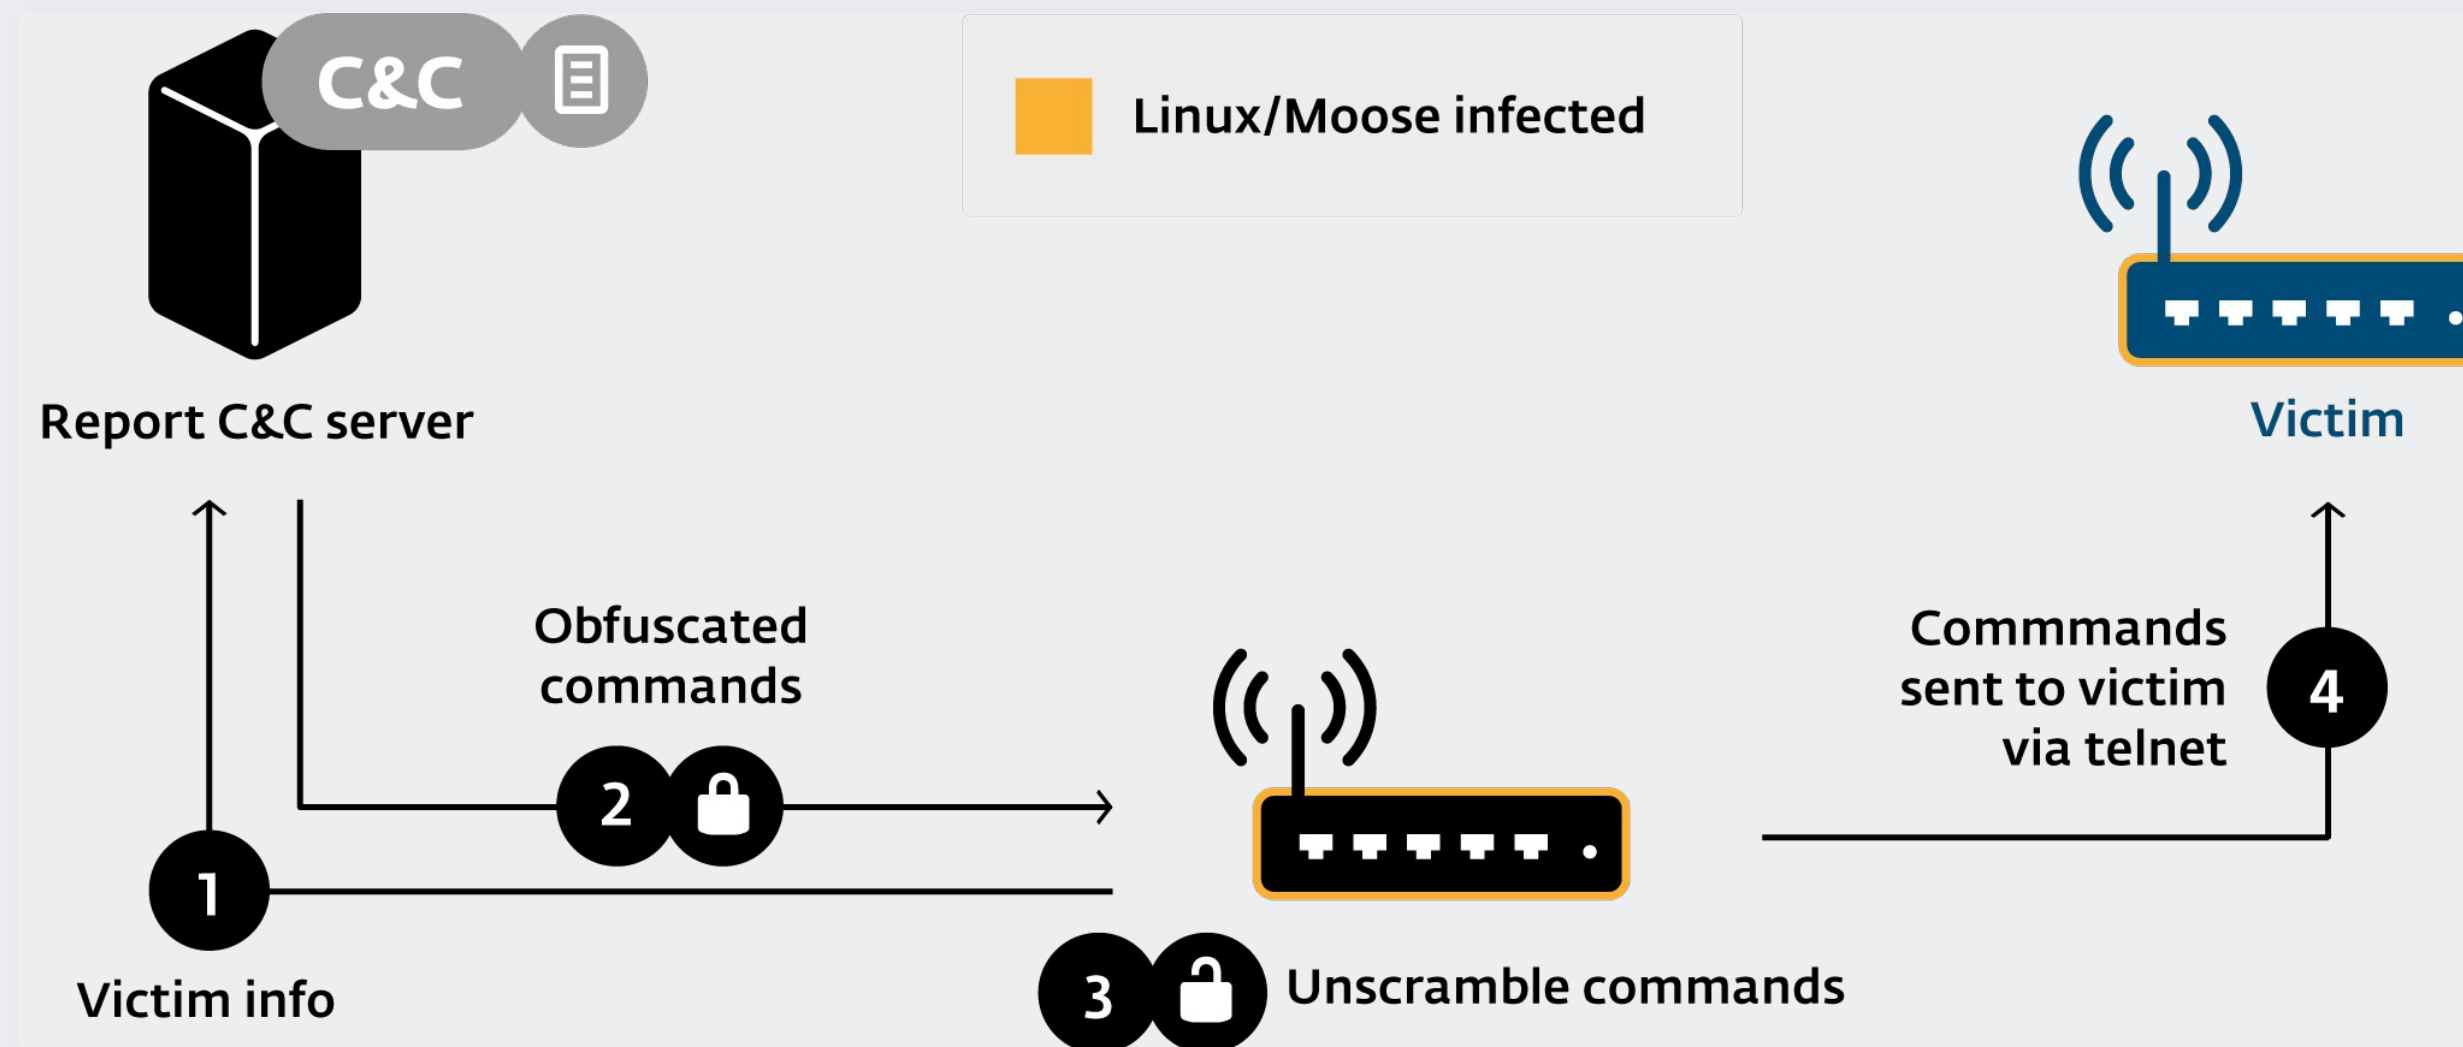 C&C
Linux/Moose infected
Report C&C server
Victim
Obfuscated
commands
2
1
Victim info
3
Unscramble commands
Commmands
sent to victim
via telnet
4